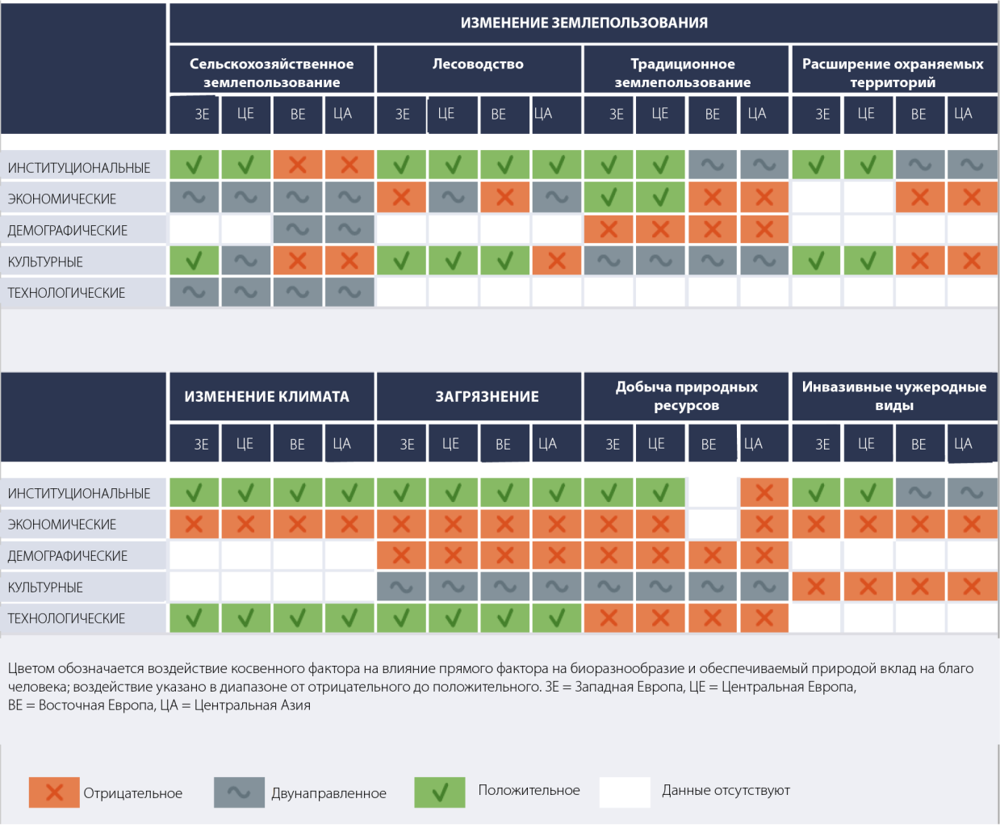 ИЗМЕНЕНИЕ ЗЕМЛЕПОЛЬЗОВАНИЯ
Сельскохозяйственное землепользование
Лесоводство
Традиционное землепользование
Расширение охраняемых территорий
ЗЕ ЦЕ ВЕ ЦА ЗЕ ЦЕ ВЕ ЦА ЗЕ ЦЕ ВЕ ЦА ЗЕ ЦЕ ВЕ ЦА
ИНСТИТУЦИОНАЛЬНЫЕ
ЭКОНОМИЧЕСКИЕ
ДЕМОГРАФИЧЕСКИЕ
КУЛЬТУРНЫЕ
ТЕХНОЛОГИЧЕСКИЕ
ИЗМЕНЕНИЕ КЛИМАТА
ЗАГРЯЗНЕНИЕ
Добыча природных ресурсов
Инвазивные чужеродные виды
ЗЕ ЦЕ ВЕ ЦА ЗЕ ЦЕ ВЕ ЦА ЗЕ ЦЕ ВЕ ЦА ЗЕ ЦЕ ВЕ ЦА
ИНСТИТУЦИОНАЛЬНЫЕ
ЭКОНОМИЧЕСКИЕ
ДЕМОГРАФИЧЕСКИЕ
КУЛЬТУРНЫЕ
ТЕХНОЛОГИЧЕСКИЕ
Цветом обозначается воздействие косвенного фактора на влияние прямого фактора на биоразнообразие и обеспечиваемый природой вклад на благо
человека; воздействие указано в диапазоне от отрицательного до положительного. ЗЕ = Западная Европа, ЦЕ = Центральная Европа,
ВЕ = Восточная Европа, ЦА = Центральная Азия
Отрицательное
Двунаправленное
Положительное
Данные отсутствуют